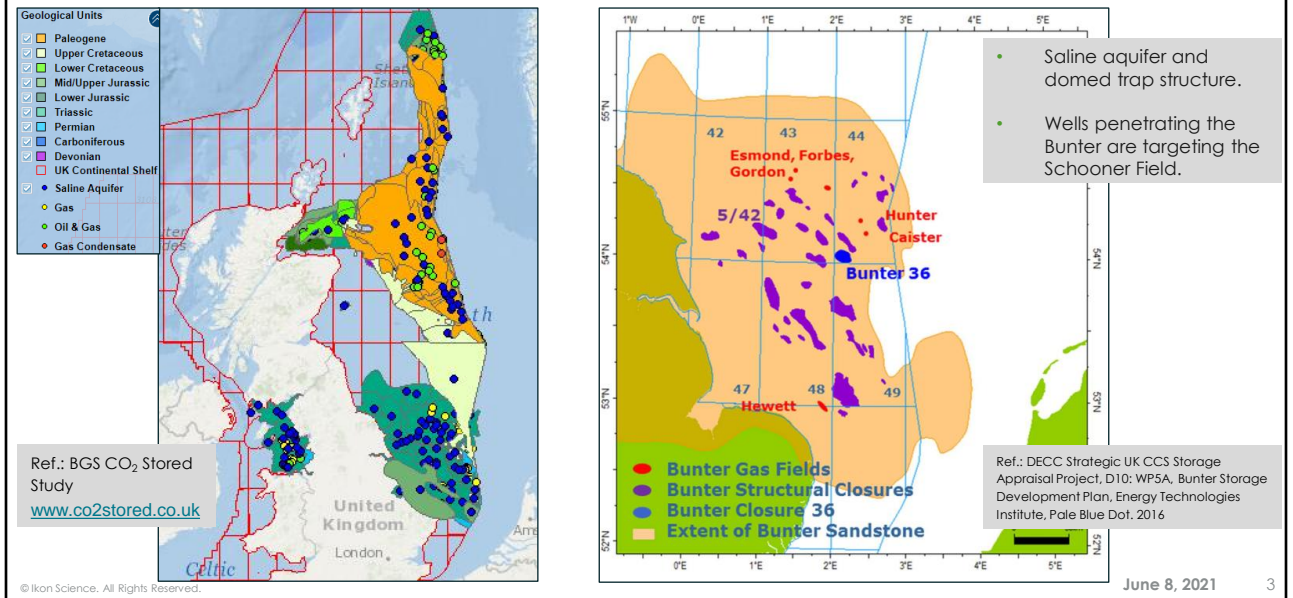 Geological Units
Paleogene
Upper Cretaceous
Lower Cretaceous
Mid/Upper Jurassic
Lower Jurassic
Triassic
Permian
Carboniferous
Devonian
UK Continental Shelf
Saline Aquifer
Gas
Oil & Gas
Gas Condensate
United
Kingdom
London
Celtic
Ref.: BGS CO₂ Stored
Study
www.co2stored.co.uk
1°W 0°E 1°E 2°E 3°E 4°E 5°E
55°N
54°N
53°N
52°N
42 43 44
Esmond, Forbes,
Gordon
5/42
Hunter
Caister
Bunter 36
47 48 49
Hewett
Bunter Gas Fields
Bunter Structural Closures
Bunter Closure 36
Extent of Bunter Sandstone
54°N
53°N
52°N
0°E 1°E 2°E 3°E 4°E 5°E
• Saline aquifer and
domed trap structure.
• Wells penetrating the
Bunter are targeting the
Schooner Field.
Ref.: DECC Strategic UK CCS Storage
Appraisal Project, D10: WP5A, Bunter Storage
Development Plan, Energy Technologies
Institute, Pale Blue Dot. 2016
© Ikon Science. All Rights Reserved.
June 8, 2021 3